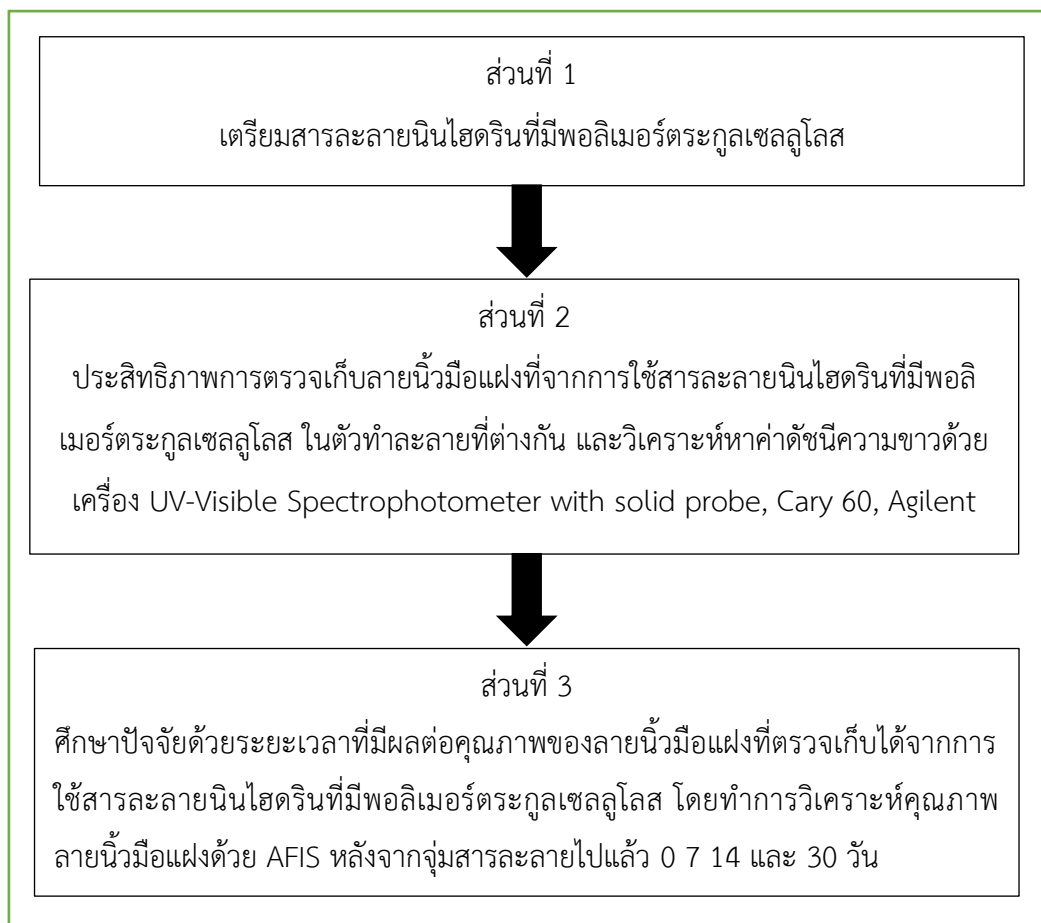 ส่วนที่ 1
เตรียมสารละลายนินไฮดรินที่มีพอลิเมอร์ตระกูลเซลลูโลส
ส่วนที่ 2
ประสิทธิภาพการตรวจเก็บลายนิ้วมือแฝงที่จากการใช้สารละลายนินไฮดรินที่มีพอลิ
เมอร์ตระกูลเซลลูโลส ในตัวทำละลายที่ต่างกัน และวิเคราะห์หาค่าดัชนีความขาวด้วย
เครื่อง UV-Visible Spectrophotometer with solid probe, Cary 60, Agilent
ส่วนที่ 3
ศึกษาปัจจัยด้วยระยะเวลาที่มีผลต่อคุณภาพของลายนิ้วมือแฝงที่ตรวจเก็บได้จากการ
ใช้สารละลายนินไฮดรินที่มีพอลิเมอร์ตระกูลเซลลูโลส โดยทำการวิเคราะห์คุณภาพ
ลายนิ้วมือแฝงด้วย AFIS หลังจากจุ่มสารละลายไปแล้ว 0 7 14 และ 30 วัน